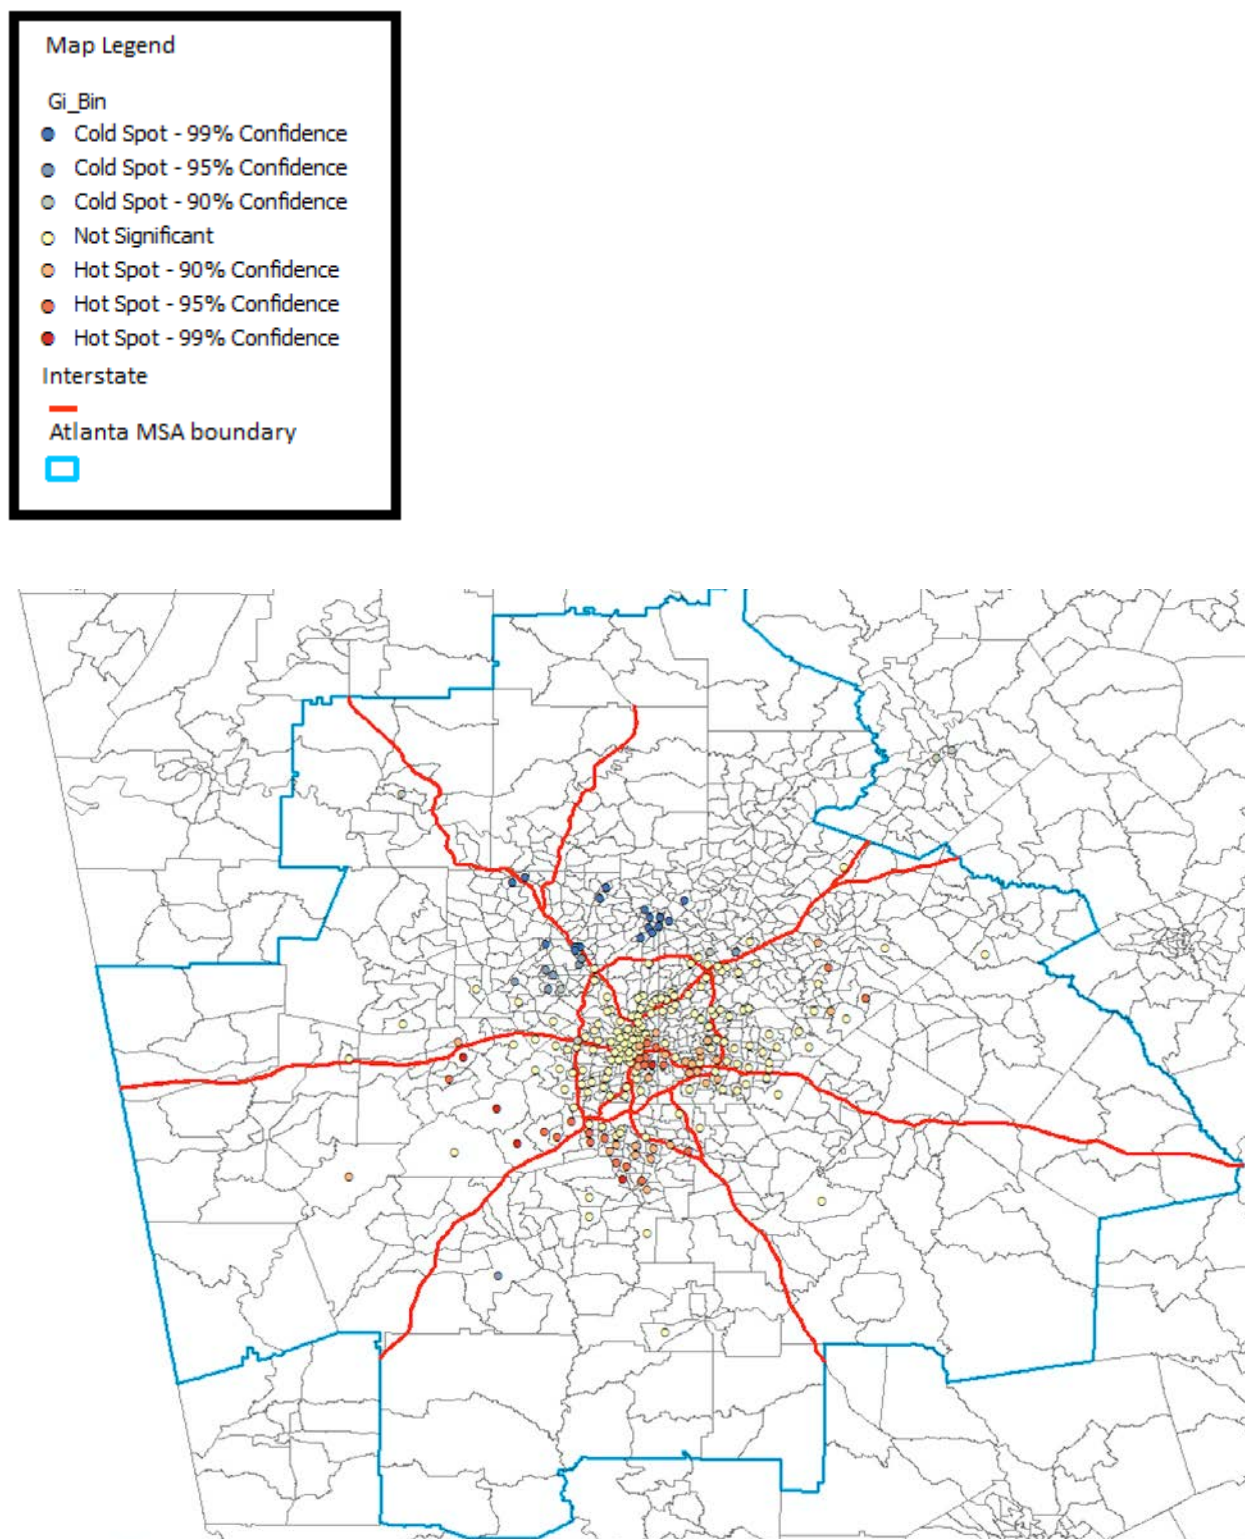 Map Legend
Gi_Bin
Cold Spot - 99% Confidence
Cold Spot - 95% Confidence
Cold Spot - 90% Confidence
Not Significant
Hot Spot - 90% Confidence
Hot Spot - 95% Confidence
Hot Spot - 99% Confidence
Interstate
Atlanta MSA boundary